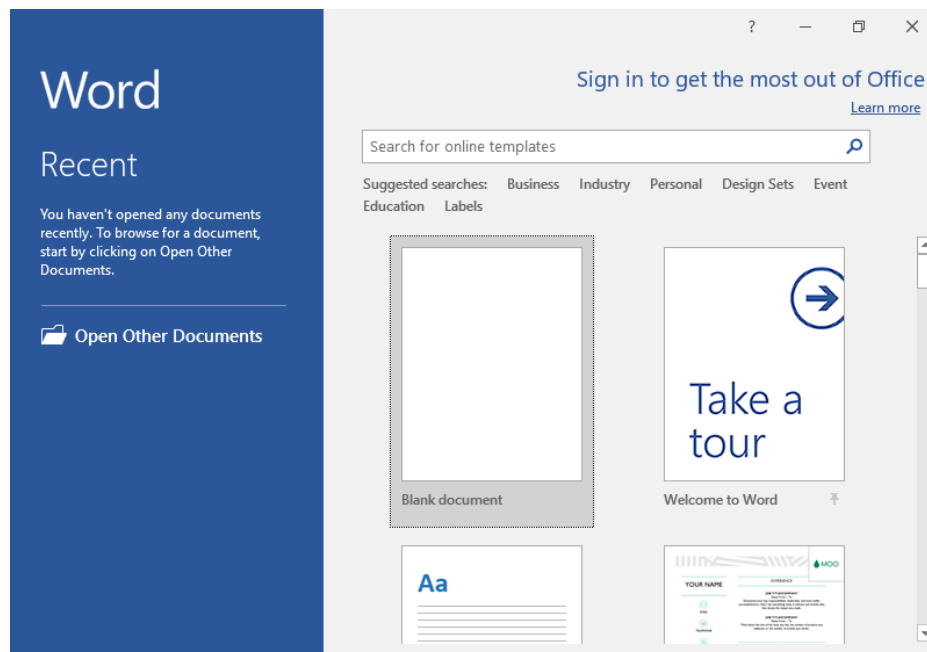 ?
Word
Sign in to get the most out of Office
Learn more
Search for online templates
Recent
Suggested searches: Business Industry Personal Design Sets Event
Education Labels
You haven't opened any documents
recently. To browse for a document,
start by clicking on Open Other
Documents.
Open Other Documents
Take a
tour
Blank document
Welcome to Word
Aa
MOO
YOUR NAME
EXPERIENCE